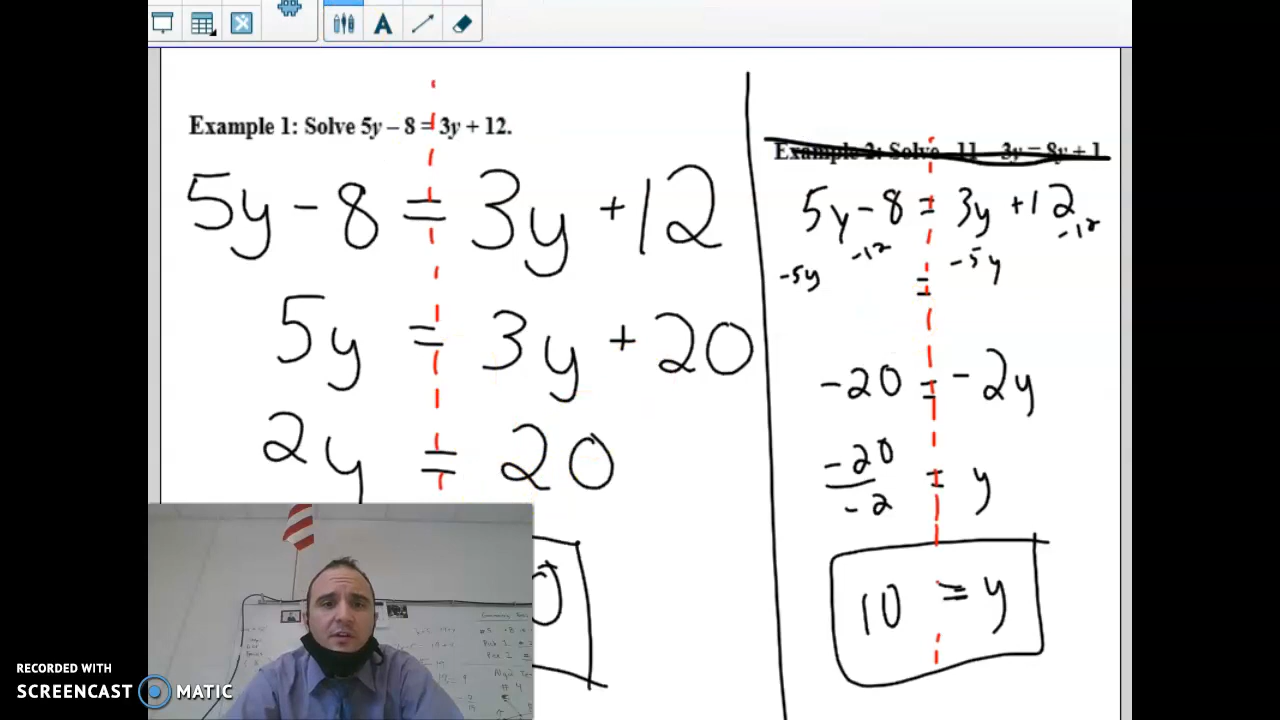 Example 1: Solve 5y – 8 = 3y + 12.
5y - 8 = 3y + 12
5y = 3y + 20
2y = 20
0
Example 2: Solve -11 - 3y = 8y + 1
5y - 8 = 3y + 12
-12 -12
-5y = -5y
-20 = -2y
-20
-2 = y
10 = y
RECORDED WITH
SCREENCAST MATIC